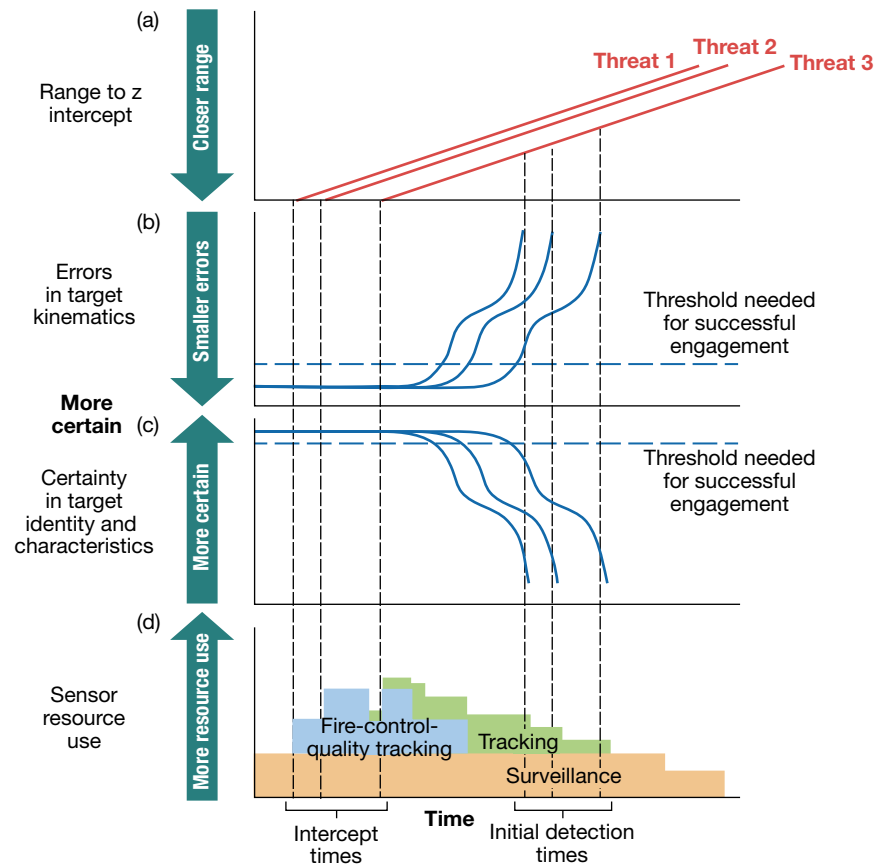 (a)
Range to z
intercept
Closer range
Threat 1
Threat 2
Threat 3
(b)
Errors
in target
kinematics
Smaller errors
Threshold needed
for successful
engagement
More
certain
(c)
Certainty
in target
identity and
characteristics
More certain
Threshold needed
for successful
engagement
(d)
Sensor
resource
use
More resource use
Fire-control-
quality tracking
Tracking
Surveillance
Time
Intercept
times
Initial detection
times